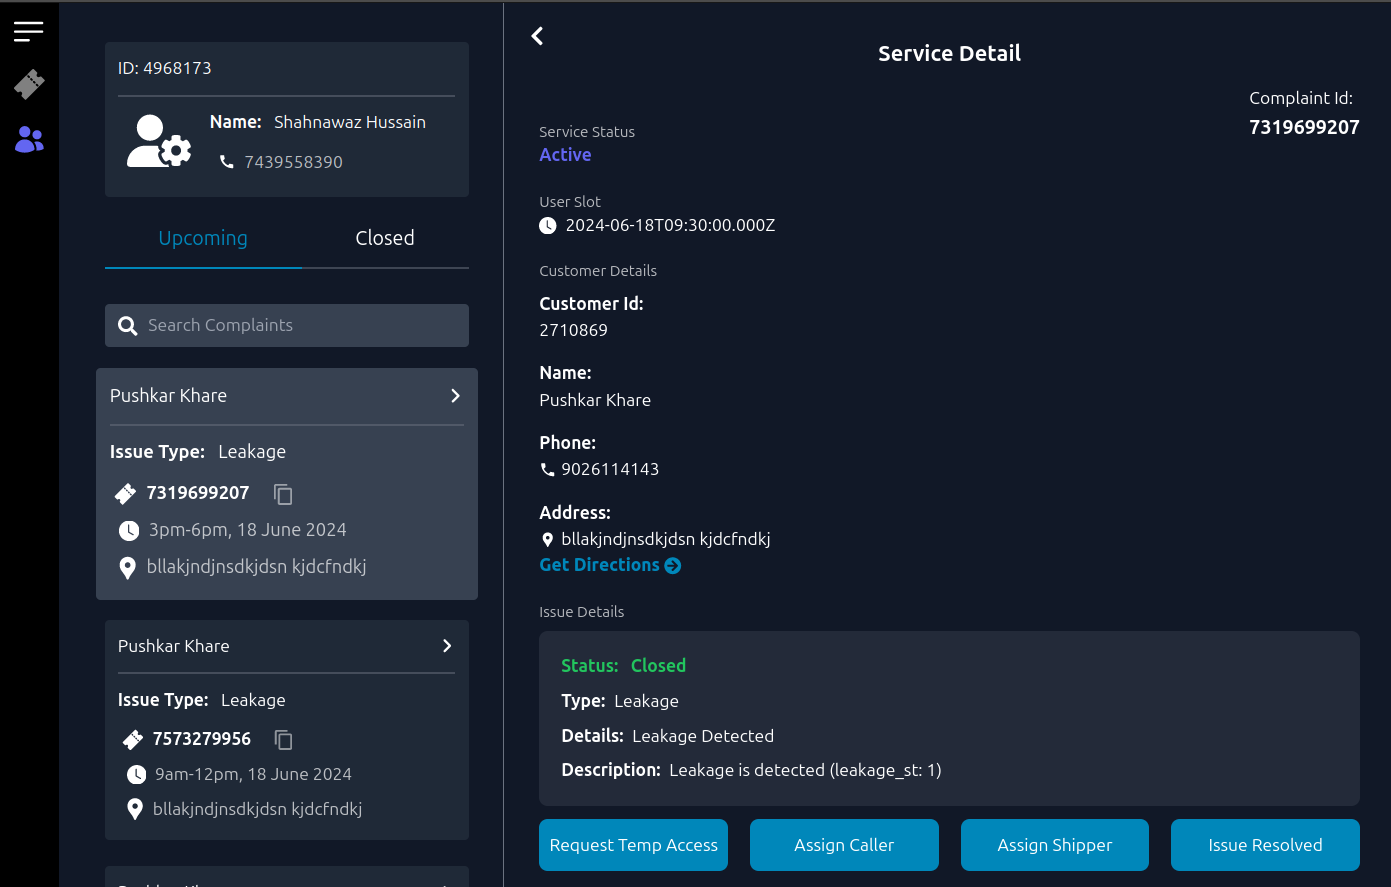 ID: 4968173
Name: Shahnawaz Hussain
7439558390
Upcoming Closed
Search Complaints
Pushkar Khare
Issue Type: Leakage
7319699207
3pm-6pm, 18 June 2024
bllakjndjnsdkjdsn kjdcfndkj
Pushkar Khare
Issue Type: Leakage
7573279956
9am-12pm, 18 June 2024
bllakjndjnsdkjdsn kjdcfndkj
Service Detail
Complaint Id:
7319699207
Service Status
Active
User Slot
2024-06-18T09:30:00.000Z
Customer Details
Customer Id:
2710869
Name:
Pushkar Khare
Phone:
9026114143
Address:
bllakjndjnsdkjdsn kjdcfndkj
Get Directions
Issue Details
Status: Closed
Type: Leakage
Details: Leakage Detected
Description: Leakage is detected (leakage_st: 1)
Request Temp Access Assign Caller Assign Shipper Issue Resolved